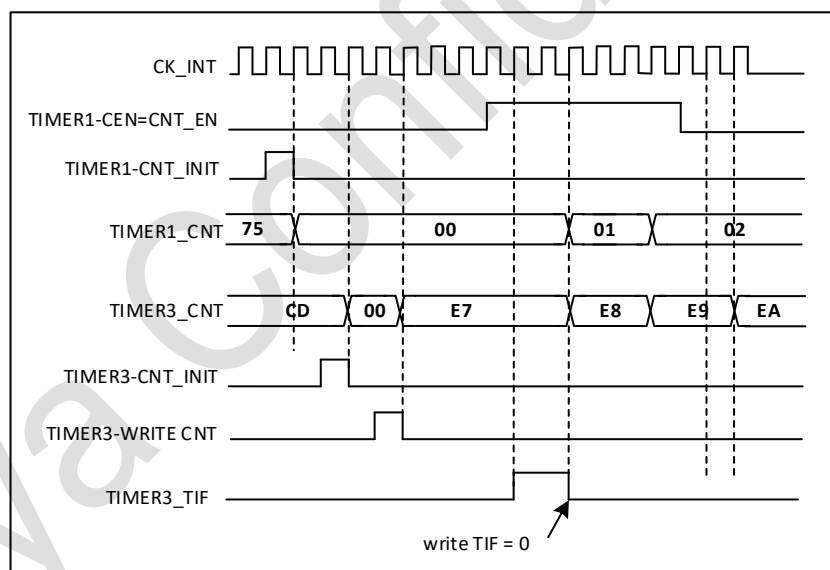 CK_INT
TIMER1-CEN=CNT_EN
TIMER1-CNT_INIT
TIMER1_CNT 75 00 01 02
TIMER3_CNT CD 00 E7 E8 E9 EA
TIMER3-CNT_INIT
TIMER3-WRITE CNT
TIMER3_TIF
write TIF = 0